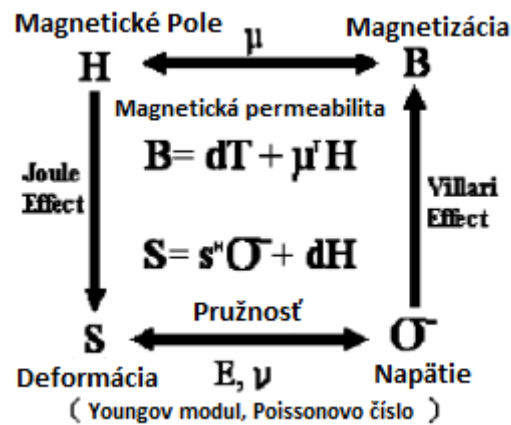 Magnetické Pole Magnetizácia
H μ B
Magnetická permeabilita
B= dT + μᵀH
Joule Effect
Villari Effect
S= sᴴσ + dH
Pružnosť
S σ
Deformácia E, ν Napätie
( Youngov modul, Poissonovo číslo )